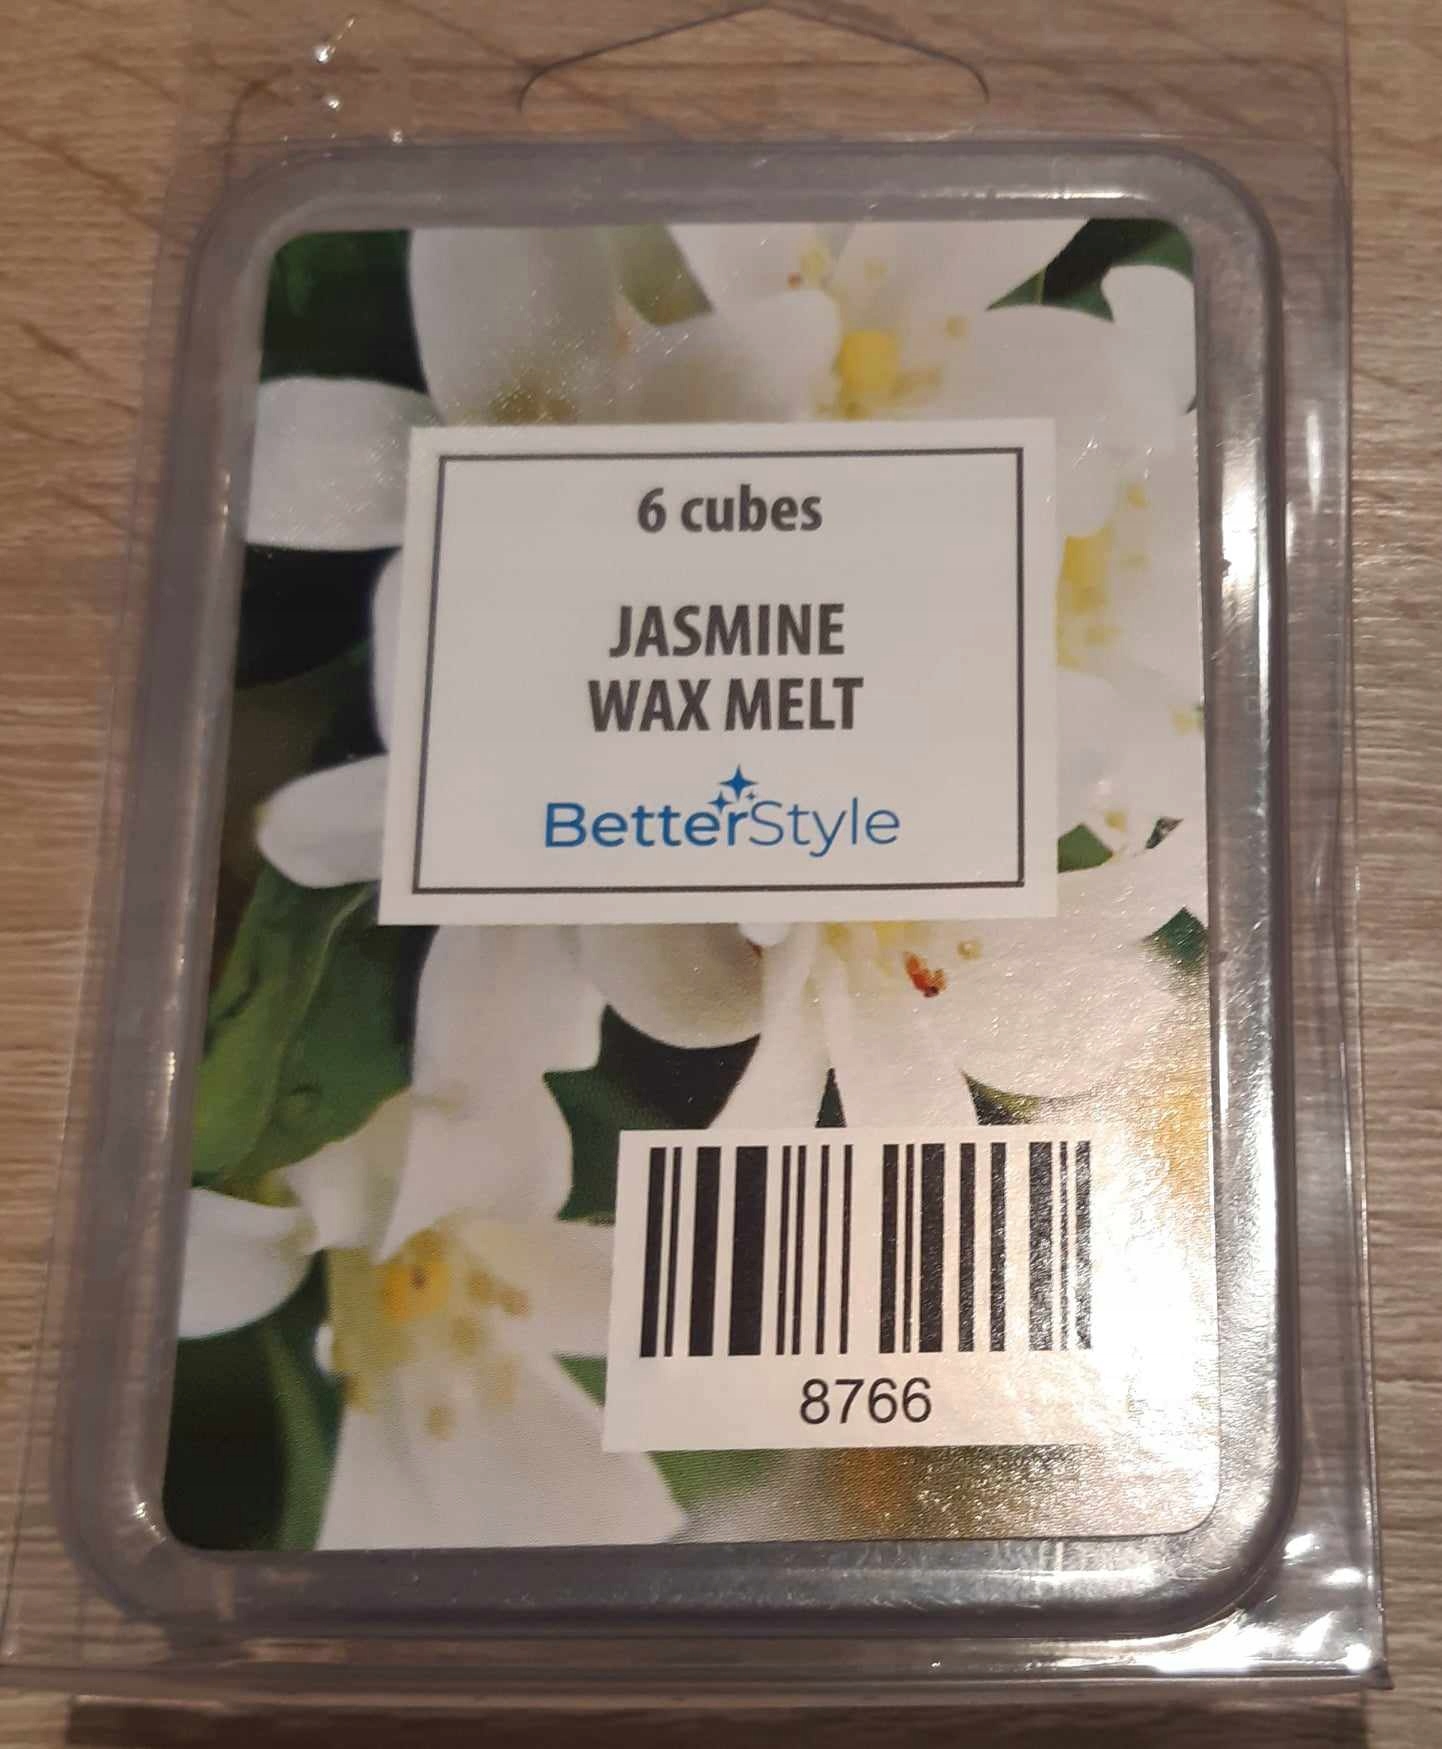 6 cubes
JASMINE
WAX MELT
BetterStyle
8766